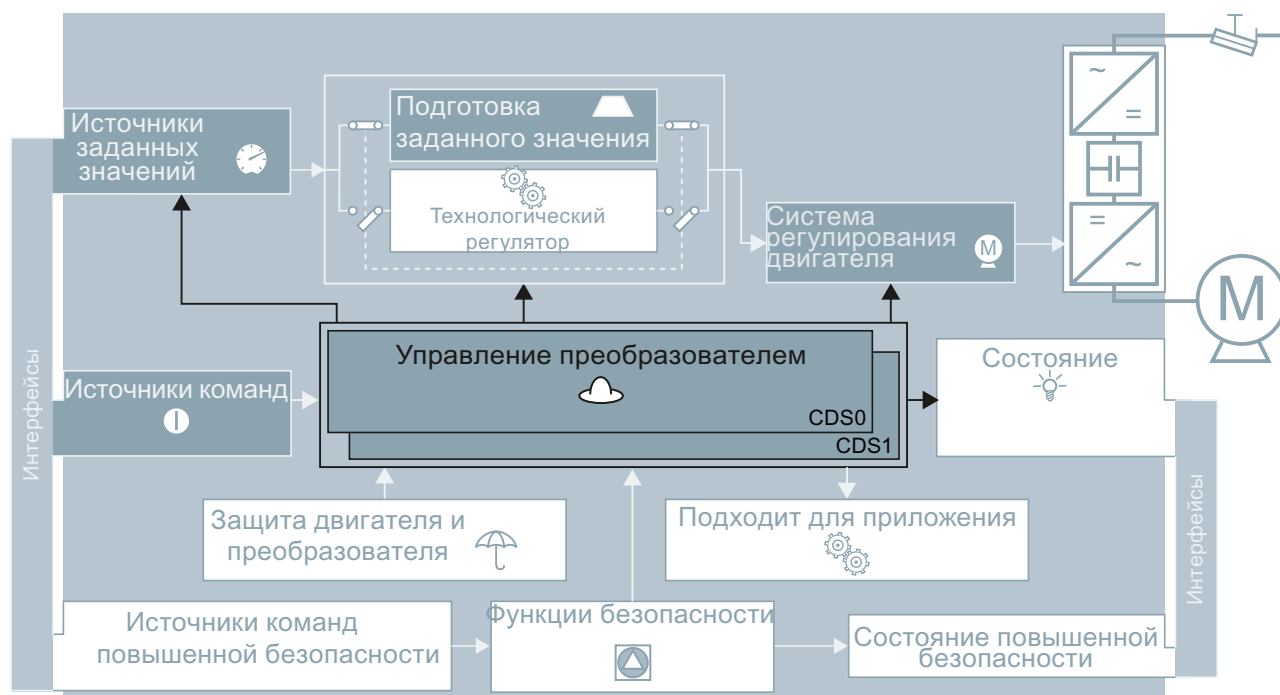 Источники
заданных
значений
Подготовка
заданного значения
Технологический
регулятор
Система
регулирования
двигателя
M
~
=
=
~
M
Управление преобразователем
CDS0
CDS1
Источники команд
Состояние
Интерфейсы
Интерфейсы
Защита двигателя и
преобразователя
Подходит для приложения
Источники команд
повышенной безопасности
Функции безопасности
Состояние повышенной
безопасности